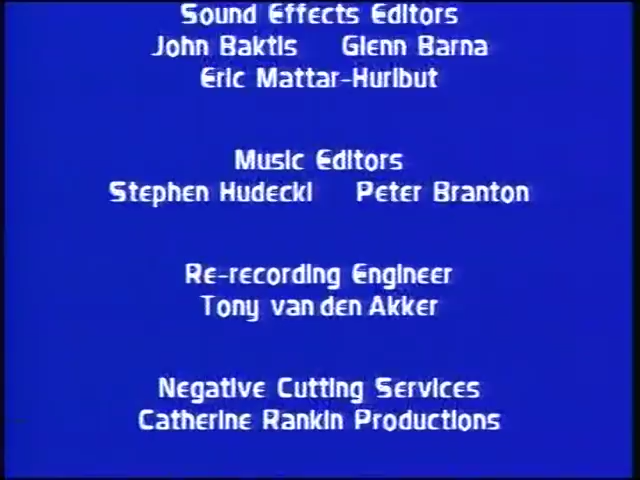 Sound Effects Editors
John Baktis Glenn Barna
Eric Mattar-Hurlbut
Music Editors
Stephen Hudecki Peter Branton
Re-recording Engineer
Tony van den Akker
Negative Cutting Services
Catherine Rankin Productions